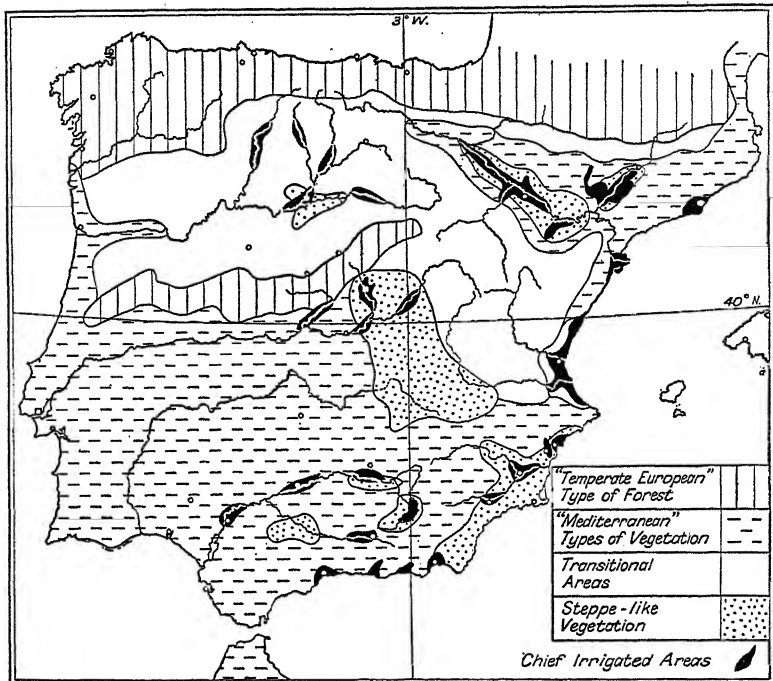 3° W.
40° N.
"Temperate European"
Type of Forest
"Mediterranean"
Types of Vegetation
Transitional
Areas
Steppe-like
Vegetation
Chief Irrigated Areas